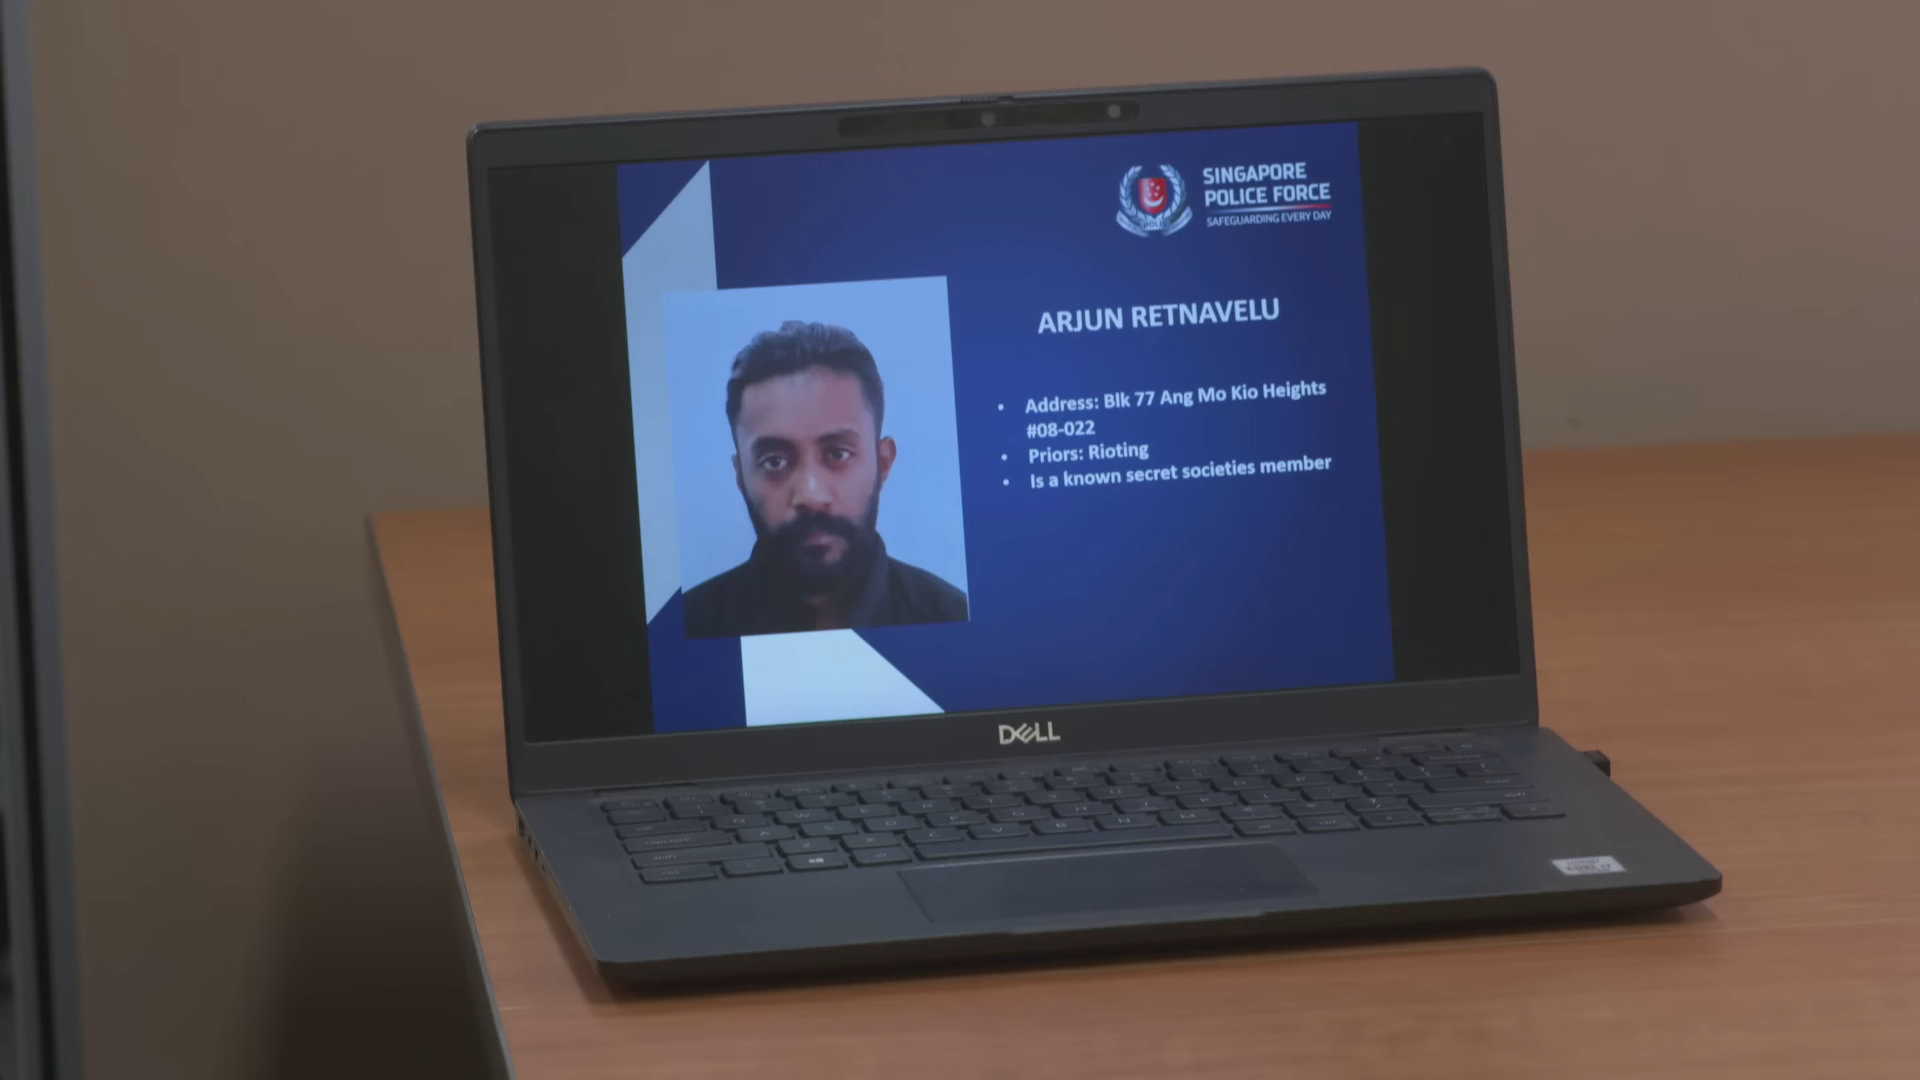 SINGAPORE
POLICE FORCE
SAFEGUARDING EVERY DAY
ARJUN RETNAVELU
• Address: Blk 77 Ang Mo Kio Heights
#08-022
• Priors: Rioting
• Is a known secret societies member
DELL